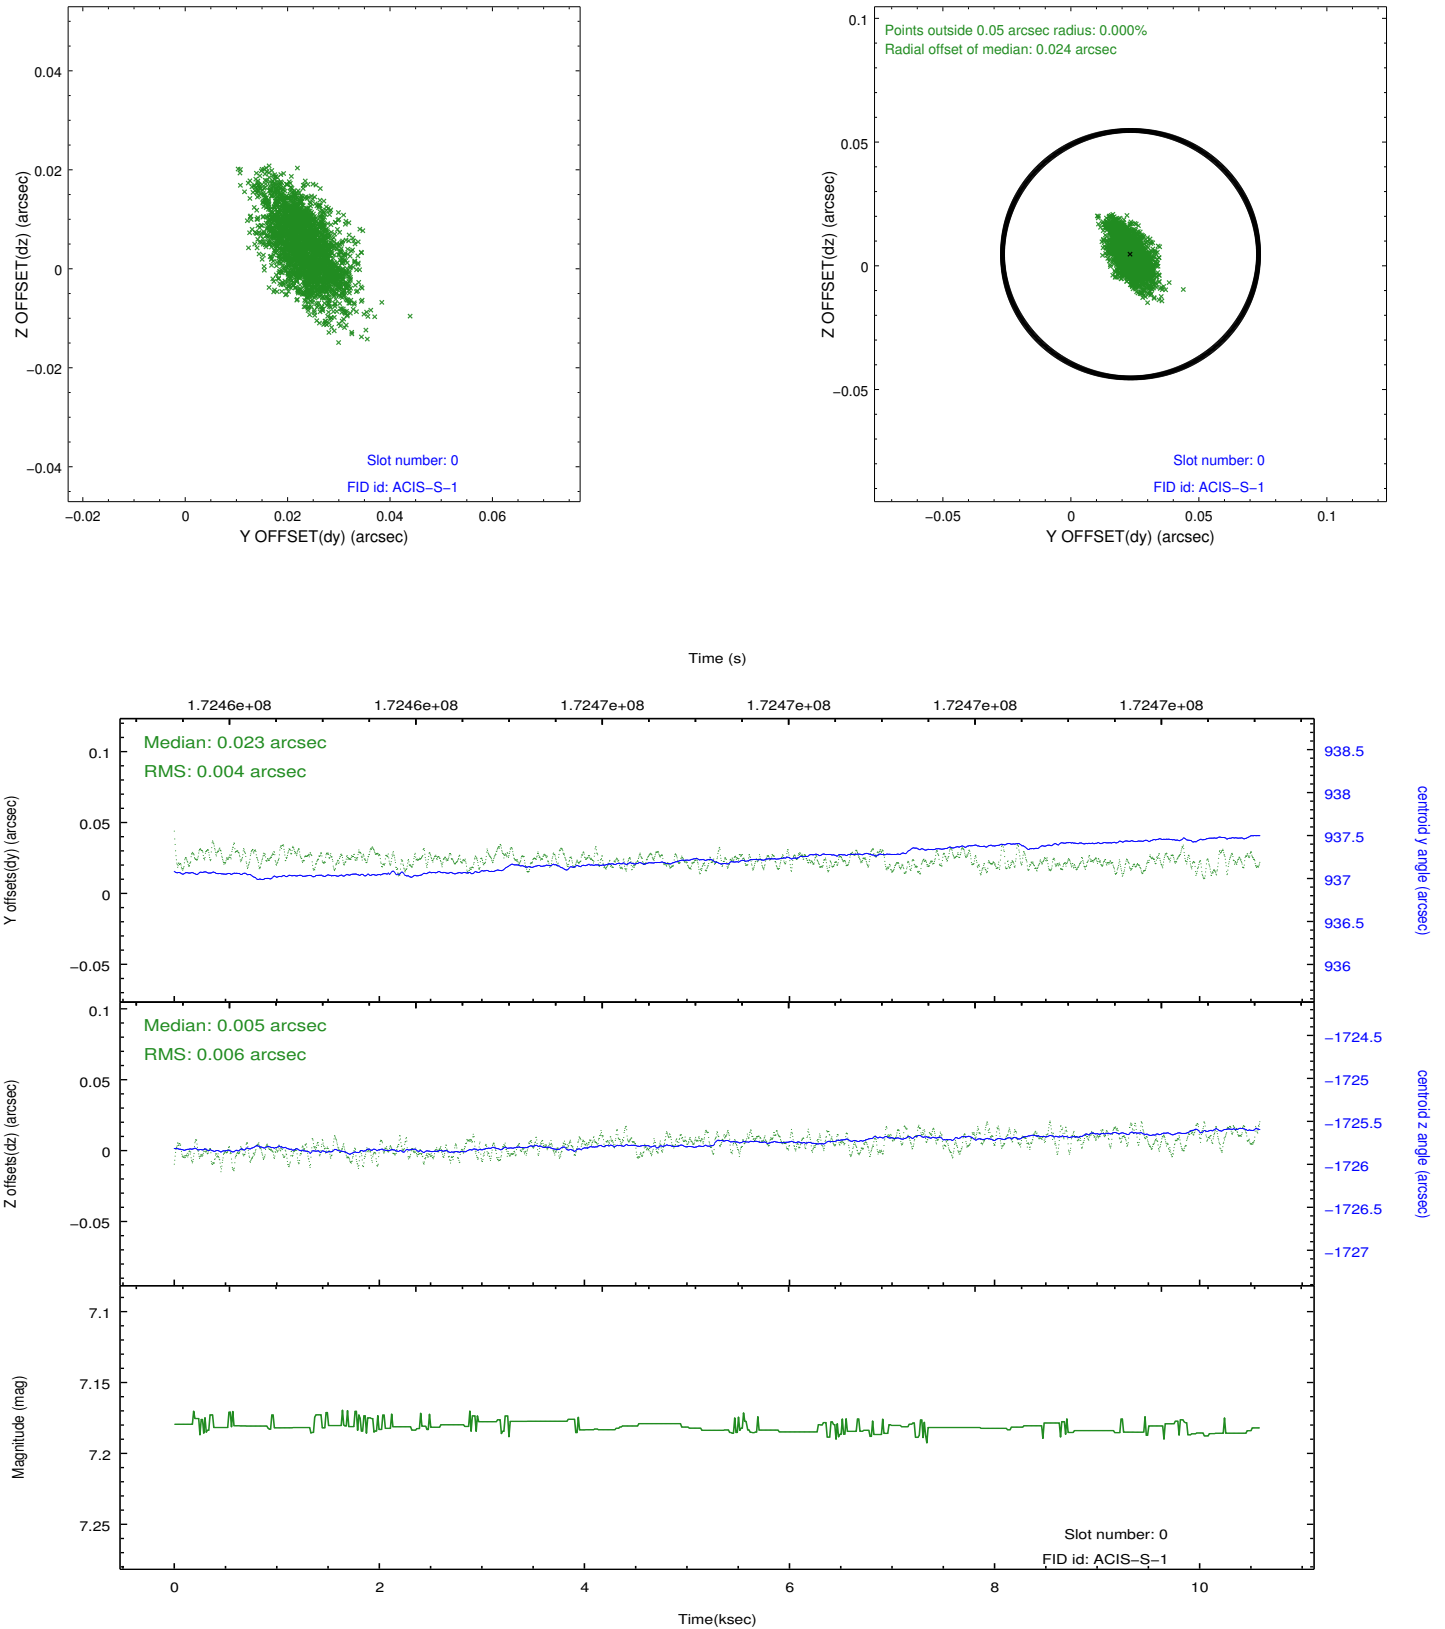 0.04
0.02
0
−0.02
−0.04
Z OFFSET(dz) (arcsec)
Slot number: 0
FID id: ACIS−S−1
−0.02
0
0.02
0.04
0.06
Y OFFSET(dy) (arcsec)
Points outside 0.05 arcsec radius: 0.000%
Radial offset of median: 0.024 arcsec
0.1
0.05
0
−0.05
Z OFFSET(dz) (arcsec)
Slot number: 0
FID id: ACIS−S−1
−0.05
0
0.05
0.1
Y OFFSET(dy) (arcsec)
Time (s)
1.7246e+08
1.7246e+08
1.7247e+08
1.7247e+08
1.7247e+08
1.7247e+08
Median: 0.023 arcsec
RMS: 0.004 arcsec
0.1
0.05
0
−0.05
Y offsets(dy) (arcsec)
938.5
938
937.5
937
936.5
936
centroid y angle (arcsec)
Median: 0.005 arcsec
RMS: 0.006 arcsec
0.1
0.05
0
−0.05
Z offsets(dz) (arcsec)
−1724.5
−1725
−1725.5
−1726
−1726.5
−1727
centroid z angle (arcsec)
7.1
7.15
7.2
7.25
Magnitude (mag)
Slot number: 0
FID id: ACIS−S−1
0
2
4
6
8
10
Time(ksec)